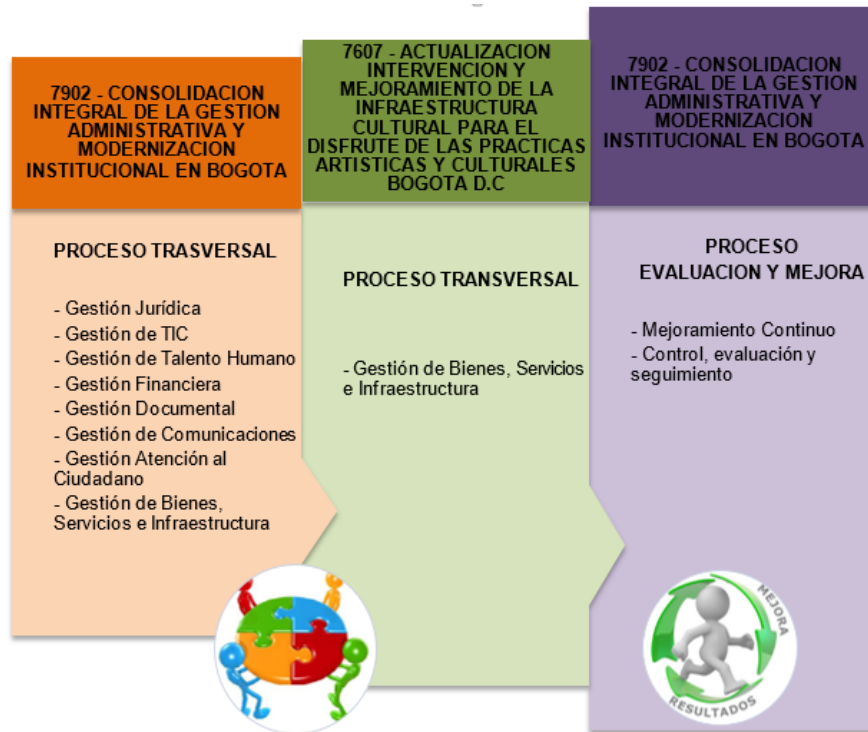 7902 - CONSOLIDACION
INTEGRAL DE LA GESTION
ADMINISTRATIVA Y
MODERNIZACION
INSTITUCIONAL EN BOGOTA
PROCESO TRASVERSAL
- Gestión Jurídica
- Gestión de TIC
- Gestión de Talento Humano
- Gestión Financiera
- Gestión Documental
- Gestión de Comunicaciones
- Gestión Atención al
Ciudadano
- Gestión de Bienes,
Servicios e Infraestructura
7607 - ACTUALIZACION
INTERVENCION Y
MEJORAMIENTO DE LA
INFRAESTRUCTURA
CULTURAL PARA EL
DISFRUTE DE LAS PRACTICAS
ARTISTICAS Y CULTURALES
BOGOTA D.C
PROCESO TRANSVERSAL
- Gestión de Bienes, Servicios
e Infraestructura
7902 - CONSOLIDACION
INTEGRAL DE LA GESTION
ADMINISTRATIVA Y
MODERNIZACION
INSTITUCIONAL EN BOGOTA
PROCESO
EVALUACION Y MEJORA
- Mejoramiento Continuo
- Control, evaluación y
seguimiento
MEJORA
RESULTADOS